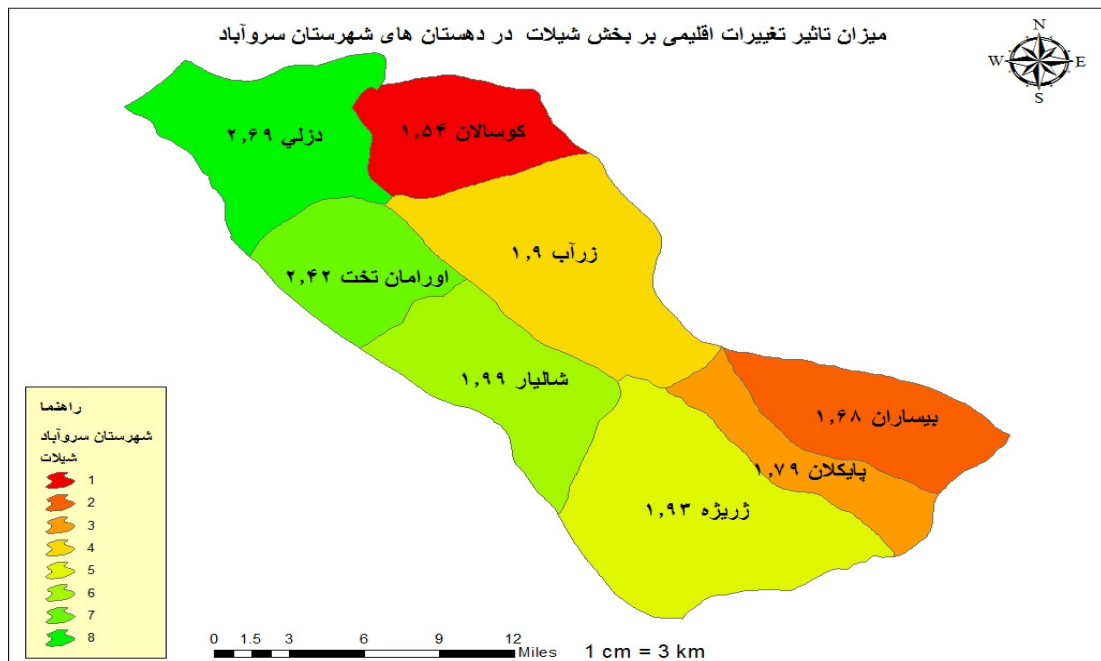 میزان تاثیر تغییرات اقلیمی بر بخش شیلات در دهستان های شهرستان سروآباد
N
W E
S
کوسالان ۱,۵۴
دزلي ۲,۶۹
زرآب ۱,۹
اورامان تخت ۲,۴۲
شالیار ۱,۹۹
بیساران ۱,۶۸
پایکلان ۱,۷۹
ژریژه ۱,۹۳
راهنما
شهرستان سروآباد
شیلات
1
2
3
4
5
6
7
8
0 1.5 3 6 9 12
Miles
1 cm = 3 km